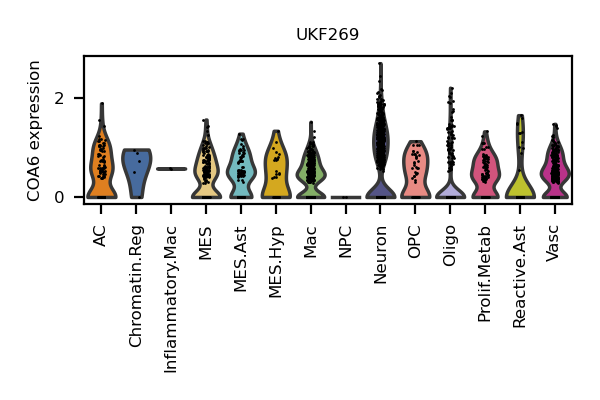 UKF269
COA6 expression
2
0
AC
Chromatin.Reg
Inflammatory.Mac
MES
MES.Ast
MES.Hyp
Mac
NPC
Neuron
OPC
Oligo
Prolif.Metab
Reactive.Ast
Vasc